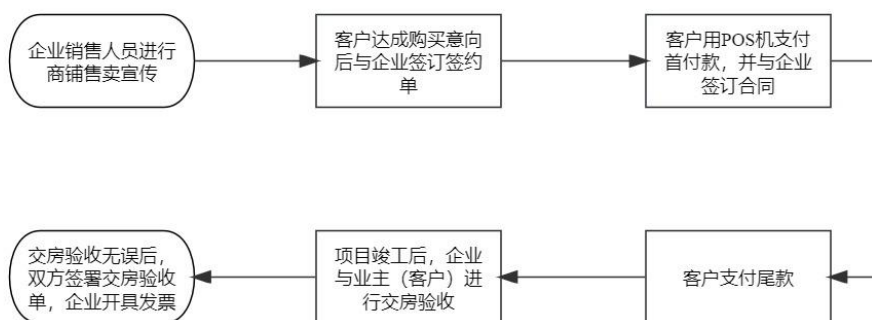 企业销售人员进行
商铺售卖宣传
客户达成购买意向
后与企业签订签约
单
客户用POS机支付
首付款，并与企业
签订合同
客户支付尾款
项目竣工后，企业
与业主（客户）进
行交房验收
交房验收无误后，
双方签署交房验收
单，企业开具发票